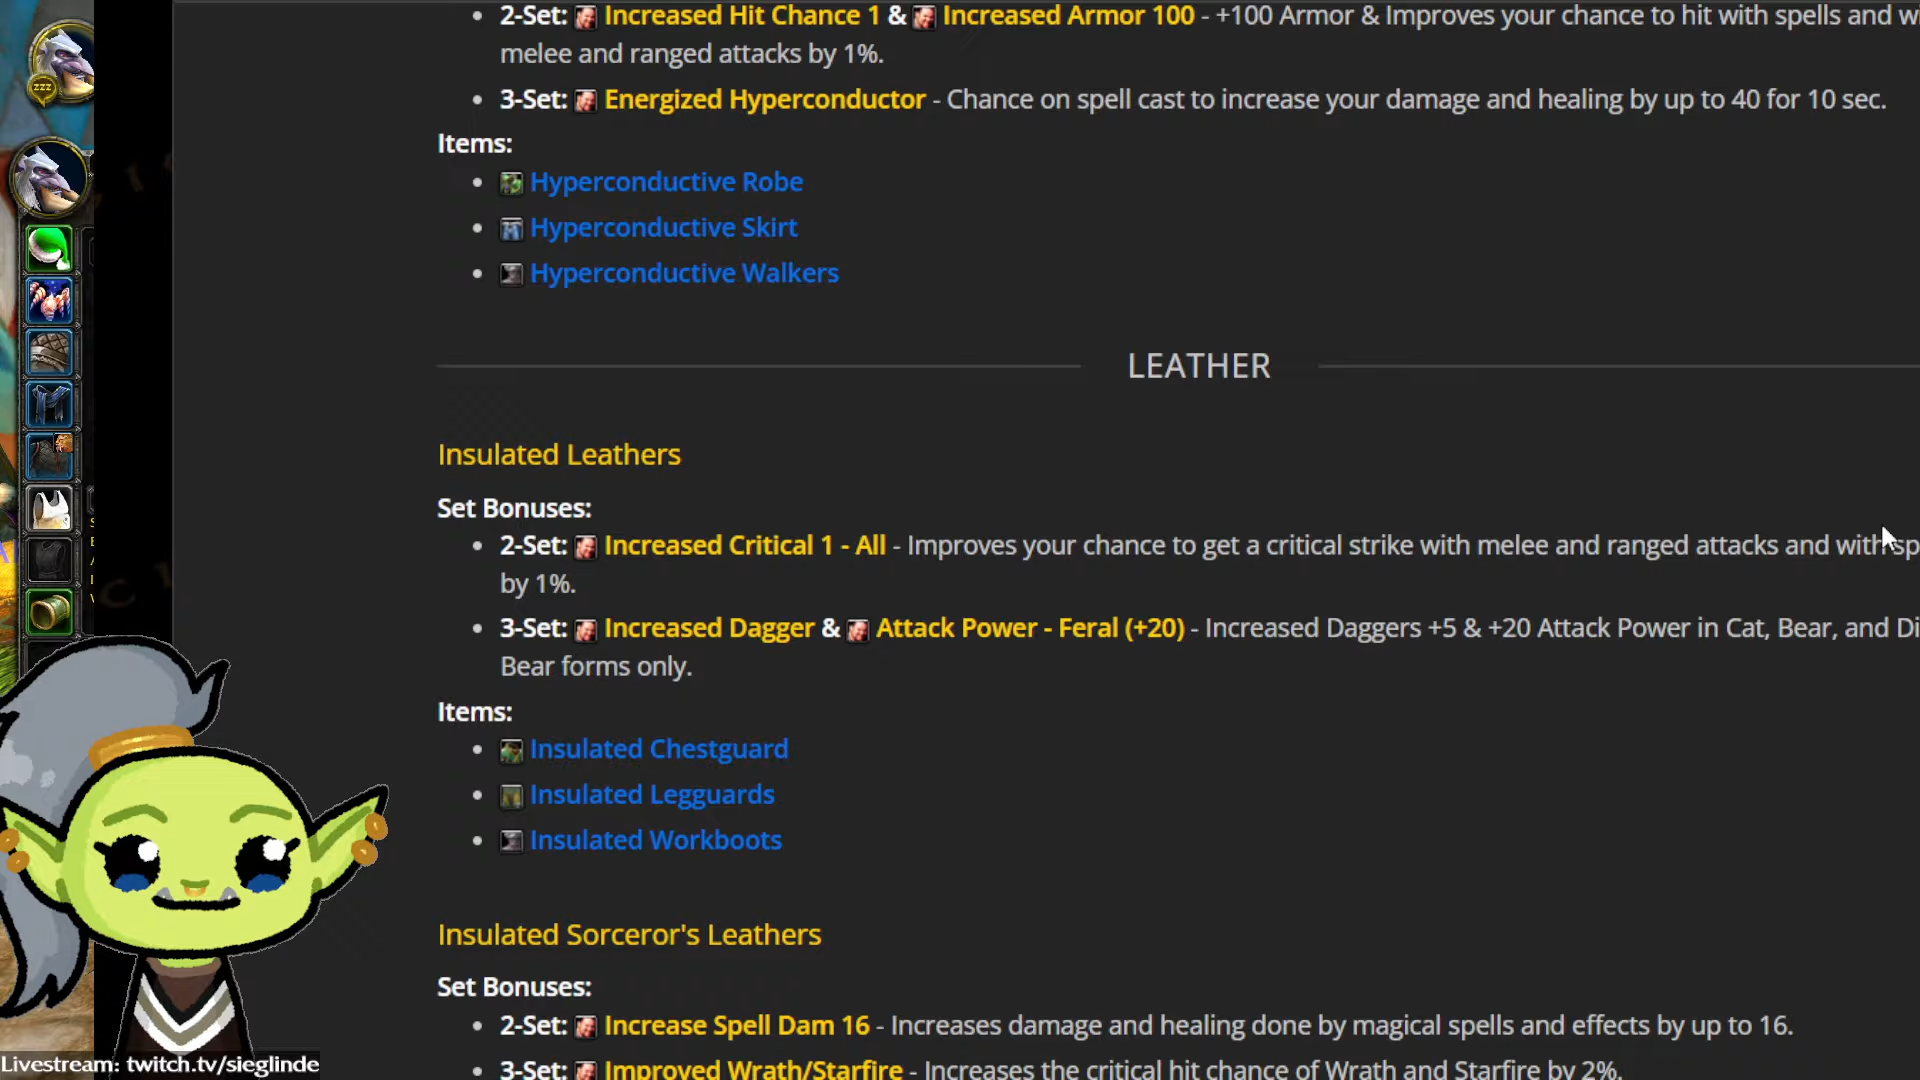 2-Set: Increased Hit Chance 1 & Increased Armor 100 - +100 Armor & Improves your chance to hit with spells and
melee and ranged attacks by 1%.
3-Set: Energized Hyperconductor - Chance on spell cast to increase your damage and healing by up to 40 for 10 sec.
Items:
Hyperconductive Robe
Hyperconductive Skirt
Hyperconductive Walkers
LEATHER
Insulated Leathers
Set Bonuses:
2-Set: Increased Critical 1 - All - Improves your chance to get a critical strike with melee and ranged attacks and with sp
by 1%.
3-Set: Increased Dagger & Attack Power - Feral (+20) - Increased Daggers +5 & +20 Attack Power in Cat, Bear, and Di
Bear forms only.
Items:
Insulated Chestguard
Insulated Legguards
Insulated Workboots
Insulated Sorceror's Leathers
Set Bonuses:
2-Set: Increase Spell Dam 16 - Increases damage and healing done by magical spells and effects by up to 16.
3-Set: Improved Wrath/Starfire - Increases the critical hit chance of Wrath and Starfire by 2%.
zzz
Livestream: twitch.tv/sieglinde